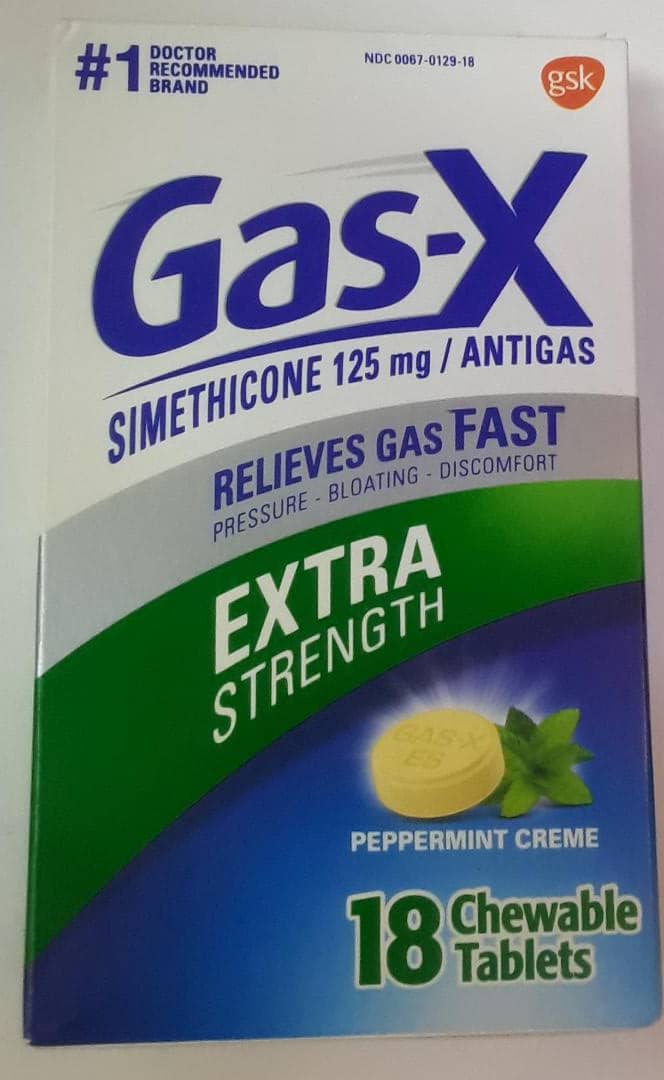 #1 DOCTOR
RECOMMENDED
BRAND
NDC 0067-0129-18
gsk
Gas-X
SIMETHICONE 125 mg / ANTIGAS
RELIEVES GAS FAST
PRESSURE - BLOATING - DISCOMFORT
EXTRA
STRENGTH
GAS-X
ES
PEPPERMINT CREME
18 Chewable
Tablets